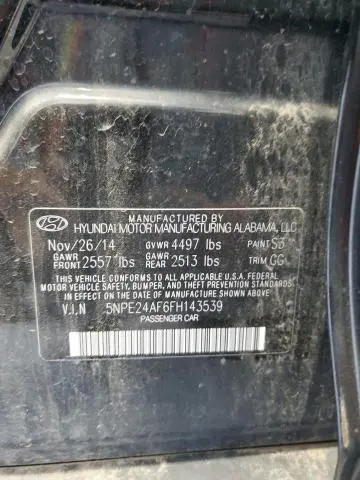 MANUFACTURED BY
HYUNDAI MOTOR MANUFACTURING ALABAMA, LLC
Nov/26/14 GVWR 4497 lbs PAINT S3
GAWR FRONT 2557 lbs GAWR REAR 2513 lbs TRIM GG
THIS VEHICLE CONFORMS TO ALL APPLICABLE U.S.A. FEDERAL
MOTOR VEHICLE SAFETY, BUMPER, AND THEFT PREVENTION
STANDARDS IN EFFECT ON THE DATE OF MANUFACTURE SHOWN ABOVE.
V.I.N 5NPE24AF6FH143539
PASSENGER CAR